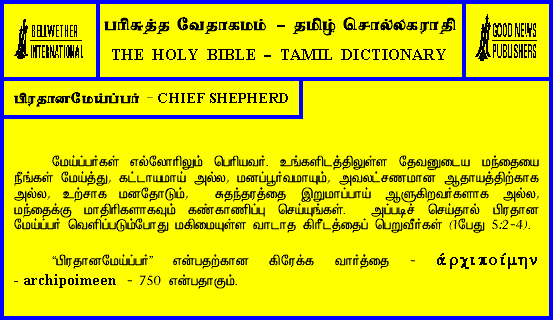 BELLWETHER
INTERNATIONAL
பரிசுத்த வேதாகமம் – தமிழ் சொல்லகராதி
THE HOLY BIBLE – TAMIL DICTIONARY
GOOD NEWS
PUBLISHERS
பிரதானமேய்ப்பர் – CHIEF SHEPHERD
மேய்ப்பர்கள் எல்லோரிலும் பெரியவர். உங்களிடத்திலுள்ள தேவனுடைய மந்தையை
நீங்கள் மேய்த்து, கட்டாயமாய் அல்ல, மனப்பூர்வமாயும், அவலட்சணமான ஆதாயத்திற்காக
அல்ல, உற்சாக மனதோடும், சுதந்தரத்தை இறுமாப்பாய் ஆளுகிறவர்களாக அல்ல,
மந்தைக்கு மாதிரிகளாகவும் கண்காணிப்பு செய்யுங்கள். அப்படிச் செய்தால் பிரதான
மேய்ப்பர் வெளிப்படும்போது மகிமையுள்ள வாடாத கிரீடத்தைப் பெறுவீர்கள் (1பேது 5:2-4).
“பிரதானமேய்ப்பர்” என்பதற்கான கிரேக்க வார்த்தை - άρχιποίμην
- archipoimeen - 750 என்பதாகும்.